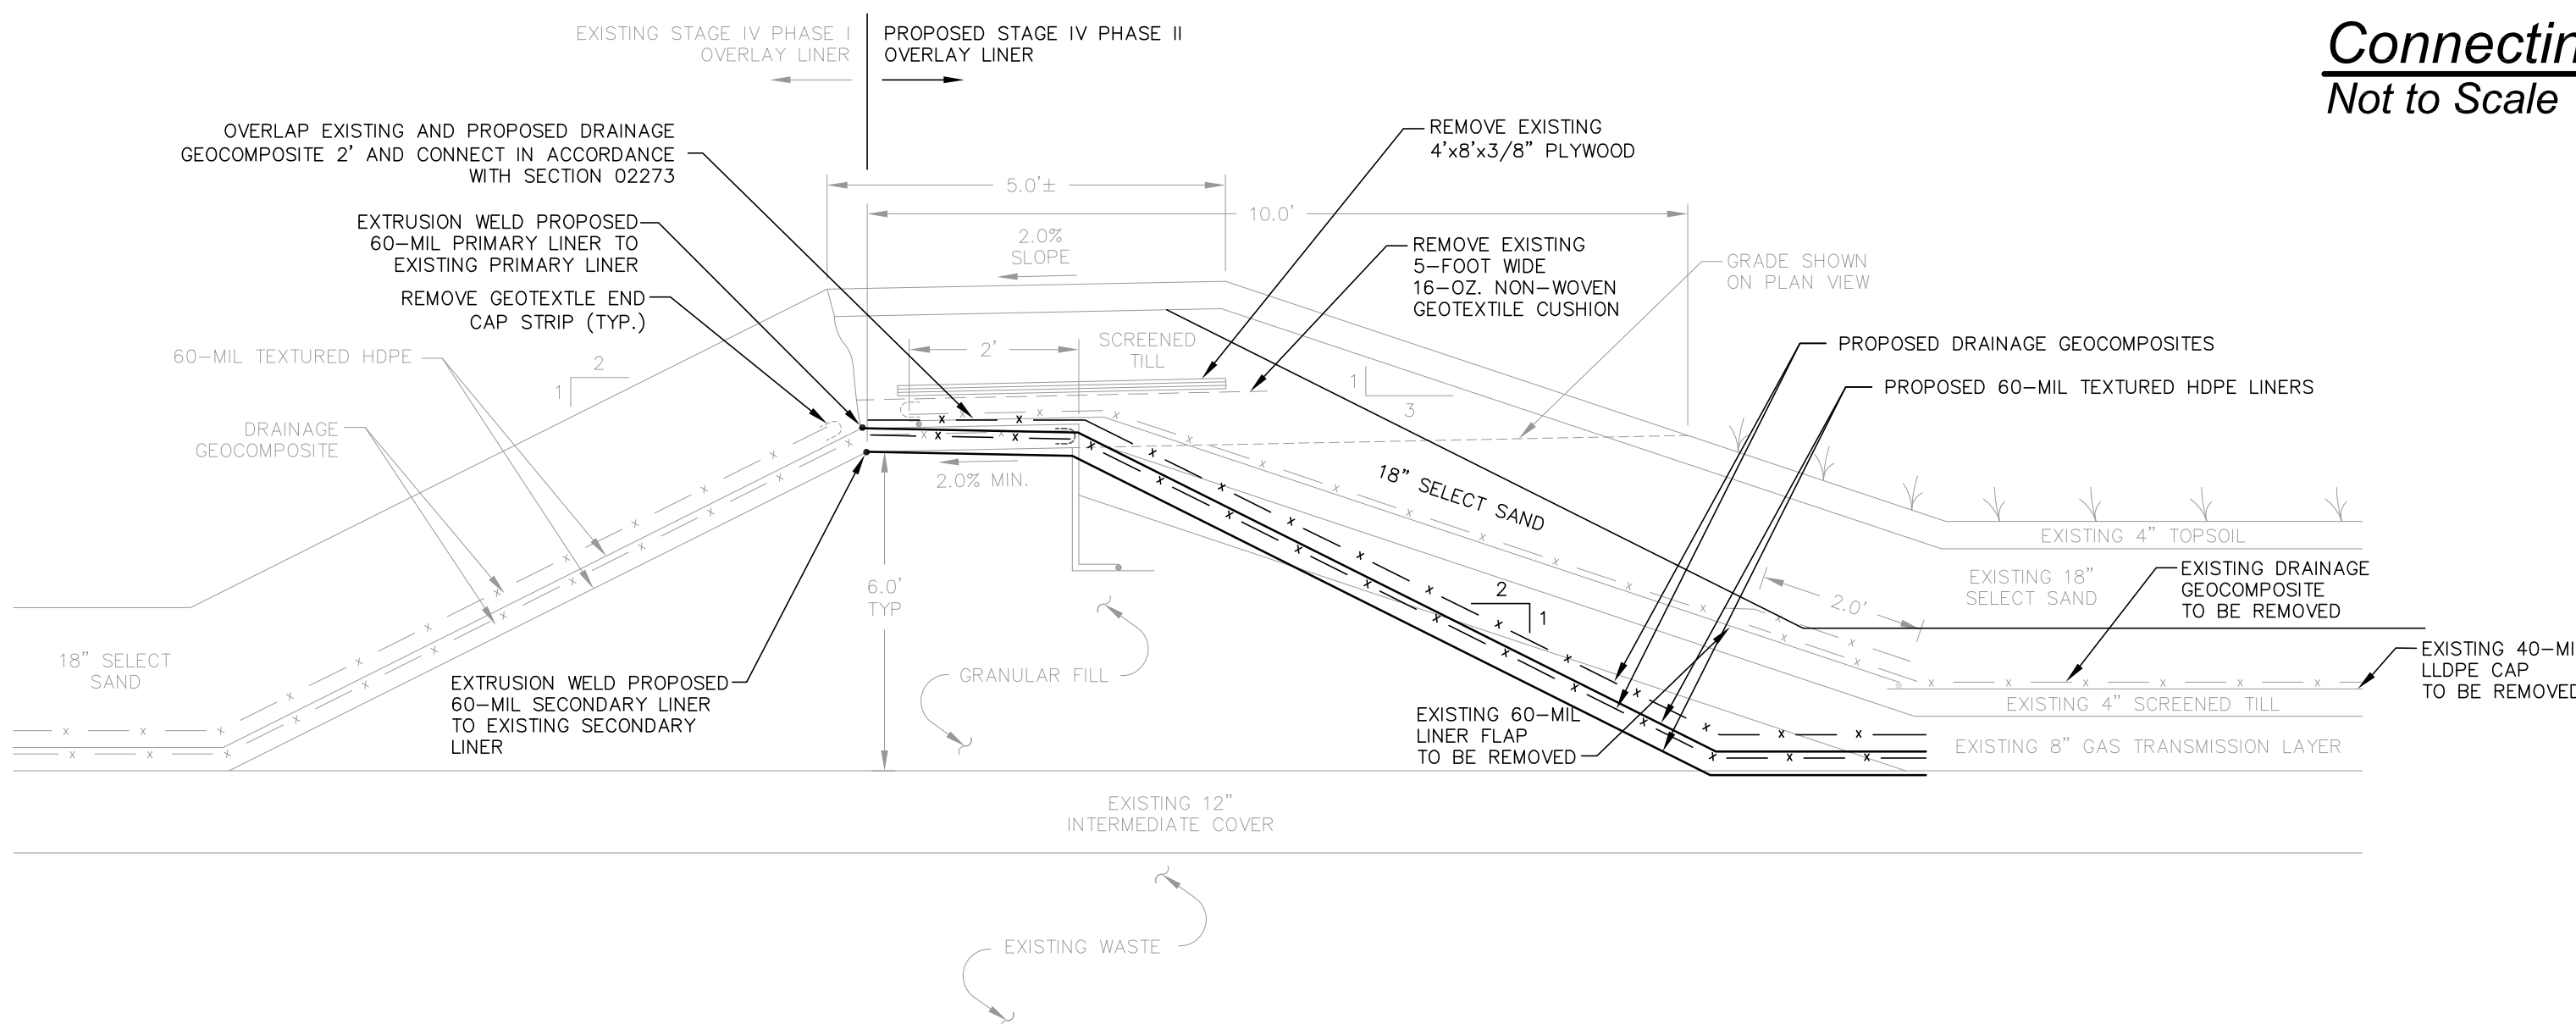 EXISTING STAGE IV PHASE I
OVERLAY LINER
PROPOSED STAGE IV PHASE II
OVERLAY LINER
Connectin
Not to Scale
OVERLAP EXISTING AND PROPOSED DRAINAGE
GEOCOMPOSITE 2' AND CONNECT IN ACCORDANCE
WITH SECTION 02273
REMOVE EXISTING
4'x8'x3/8" PLYWOOD
5.0'±
10.0'
EXTRUSION WELD PROPOSED
60-MIL PRIMARY LINER TO
EXISTING PRIMARY LINER
2.0%
SLOPE
REMOVE EXISTING
5-FOOT WIDE
16-OZ. NON-WOVEN
GEOTEXTILE CUSHION
GRADE SHOWN
ON PLAN VIEW
REMOVE GEOTEXTLE END
CAP STRIP (TYP.)
60-MIL TEXTURED HDPE
2
1
2'
SCREENED
TILL
1
3
PROPOSED DRAINAGE GEOCOMPOSITES
PROPOSED 60-MIL TEXTURED HDPE LINERS
DRAINAGE
GEOCOMPOSITE
2.0% MIN.
18" SELECT SAND
6.0'
TYP
2
1
EXISTING 4" TOPSOIL
EXISTING 18"
SELECT SAND
2.0'
EXISTING DRAINAGE
GEOCOMPOSITE
TO BE REMOVED
18" SELECT
SAND
GRANULAR FILL
EXTRUSION WELD PROPOSED
60-MIL SECONDARY LINER
TO EXISTING SECONDARY
LINER
EXISTING 60-MIL
LINER FLAP
TO BE REMOVED
EXISTING 40-MI
LLDPE CAP
TO BE REMOVED
EXISTING 4" SCREENED TILL
EXISTING 8" GAS TRANSMISSION LAYER
EXISTING 12"
INTERMEDIATE COVER
EXISTING WASTE